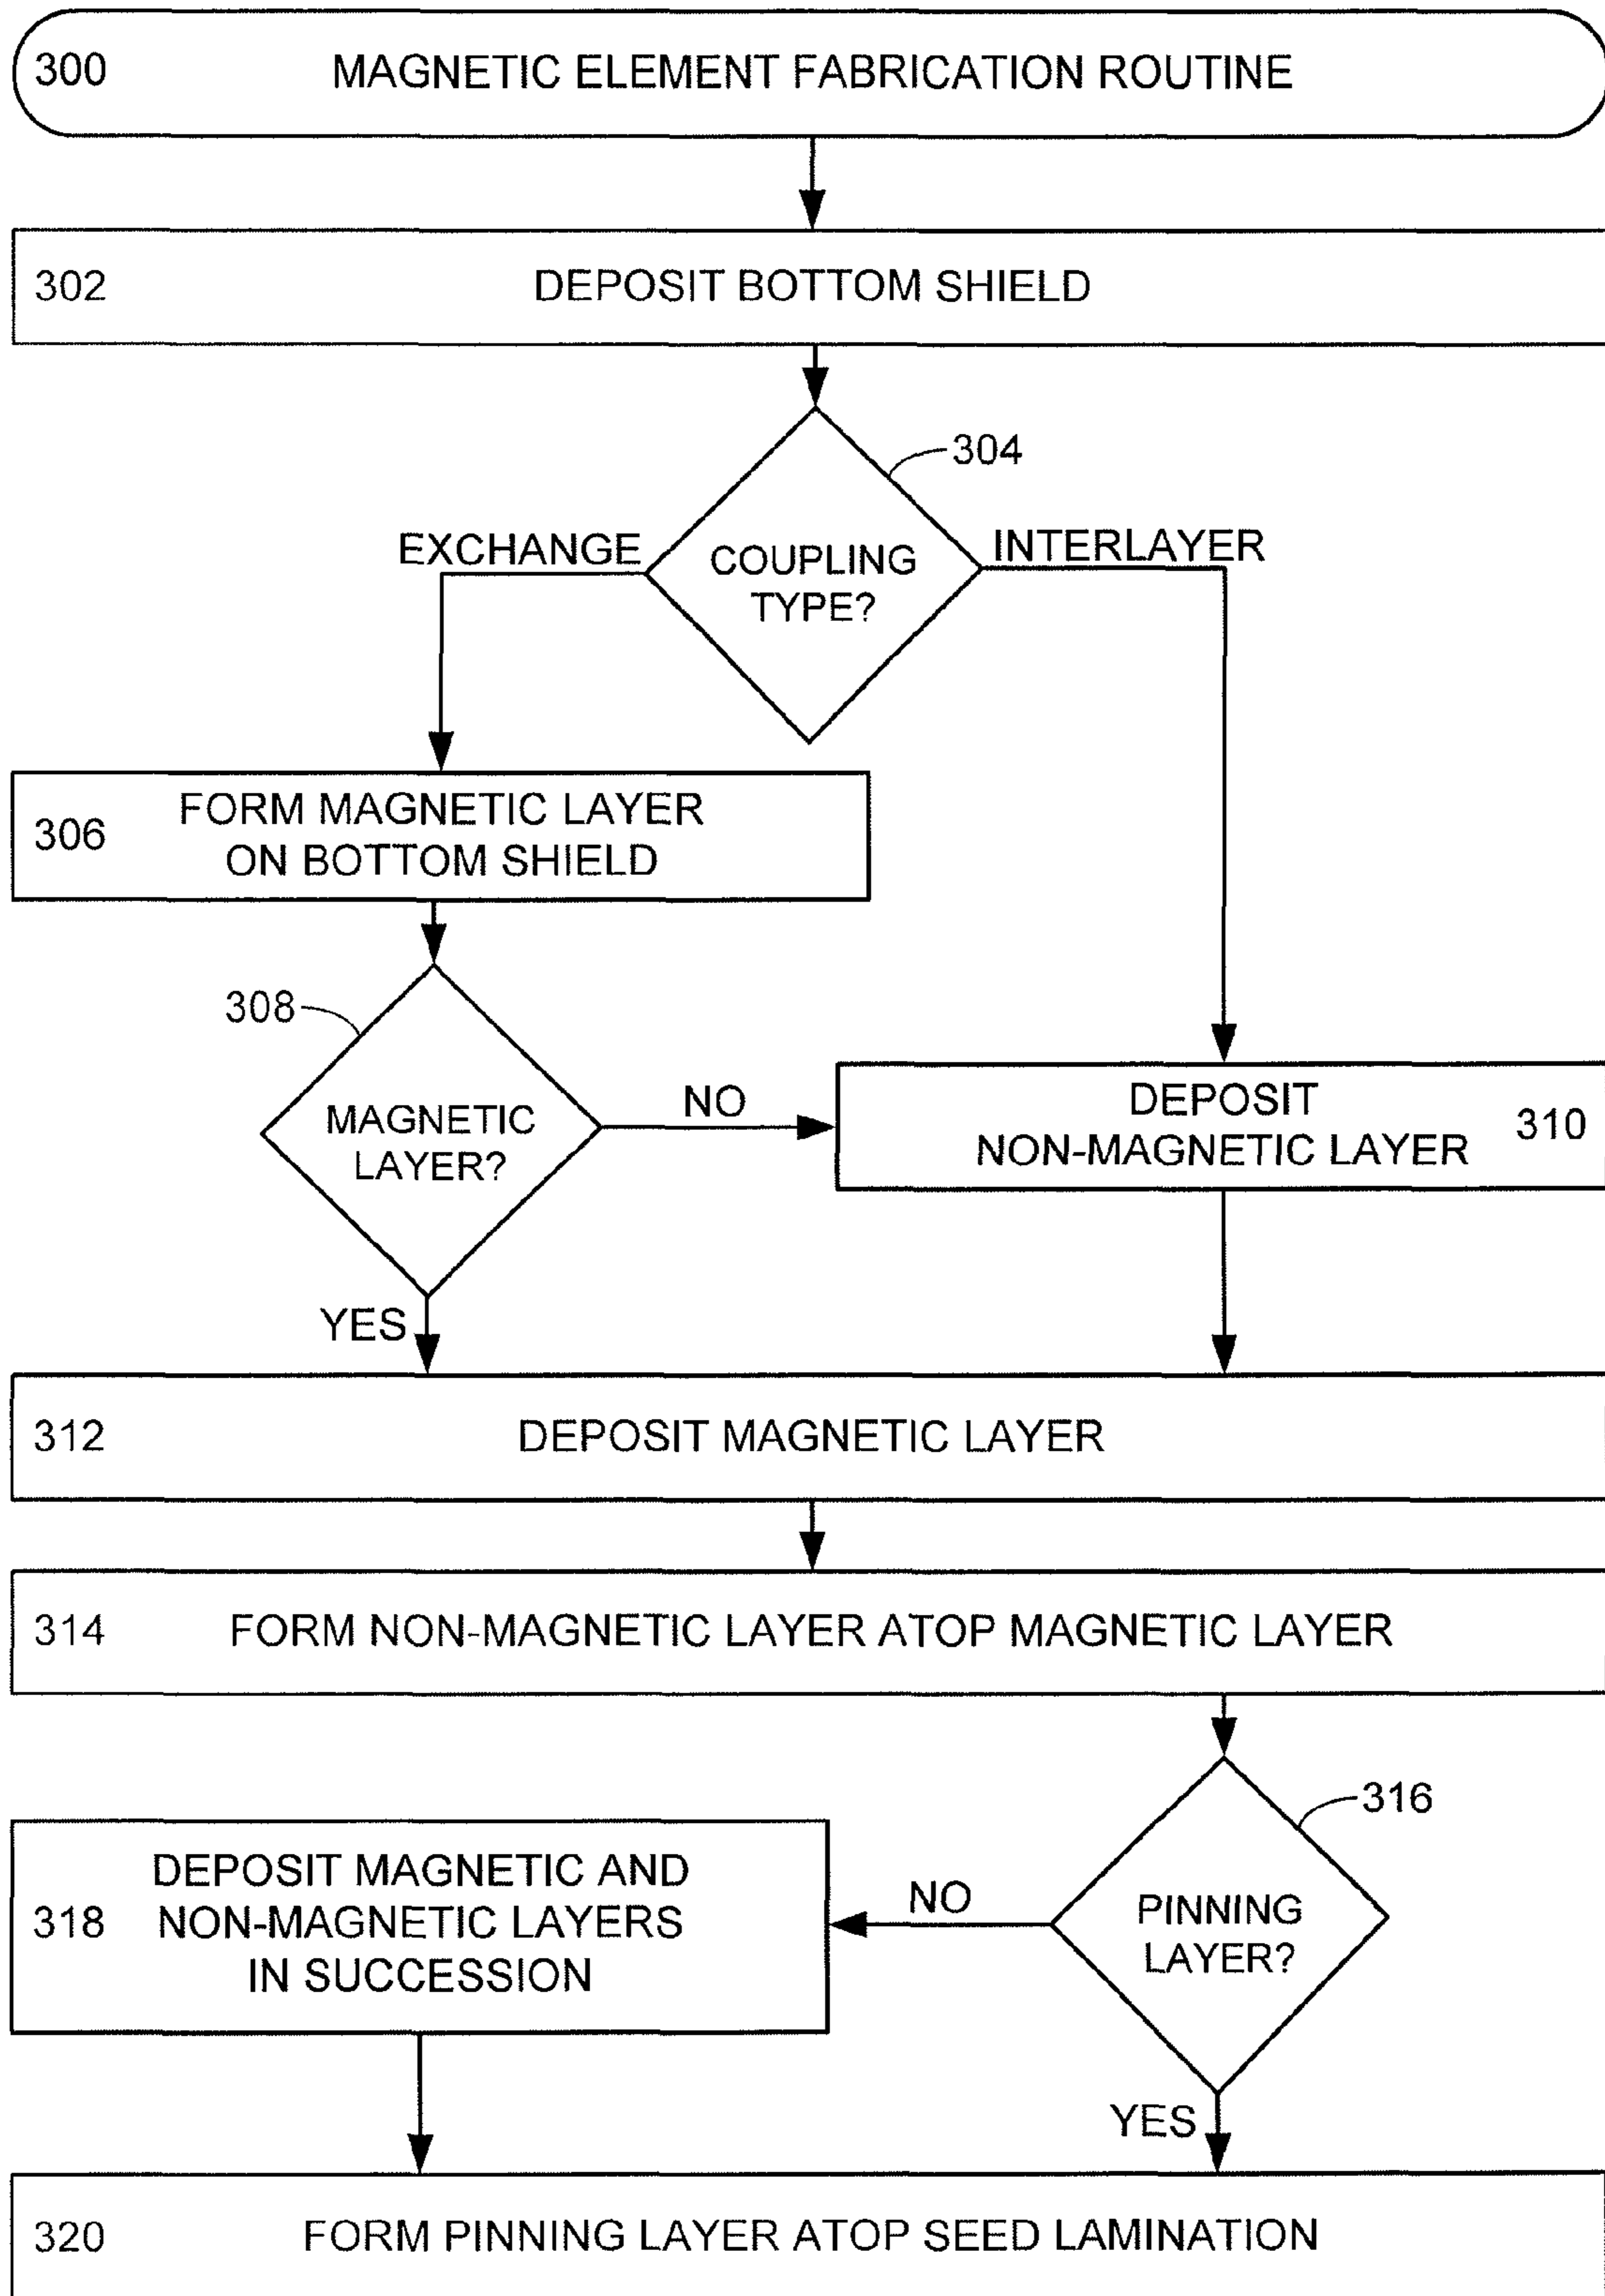 300 MAGNETIC ELEMENT FABRICATION ROUTINE
302 DEPOSIT BOTTOM SHIELD
304
EXCHANGE
INTERLAYER
COUPLING
TYPE?
306
FORM MAGNETIC LAYER
ON BOTTOM SHIELD
308
MAGNETIC
LAYER?
NO
DEPOSIT
NON-MAGNETIC LAYER
310
YES
312 DEPOSIT MAGNETIC LAYER
314 FORM NON-MAGNETIC LAYER ATOP MAGNETIC LAYER
316
PINNING
LAYER?
NO
318
DEPOSIT MAGNETIC AND
NON-MAGNETIC LAYERS
IN SUCCESSION
YES
320 FORM PINNING LAYER ATOP SEED LAMINATION